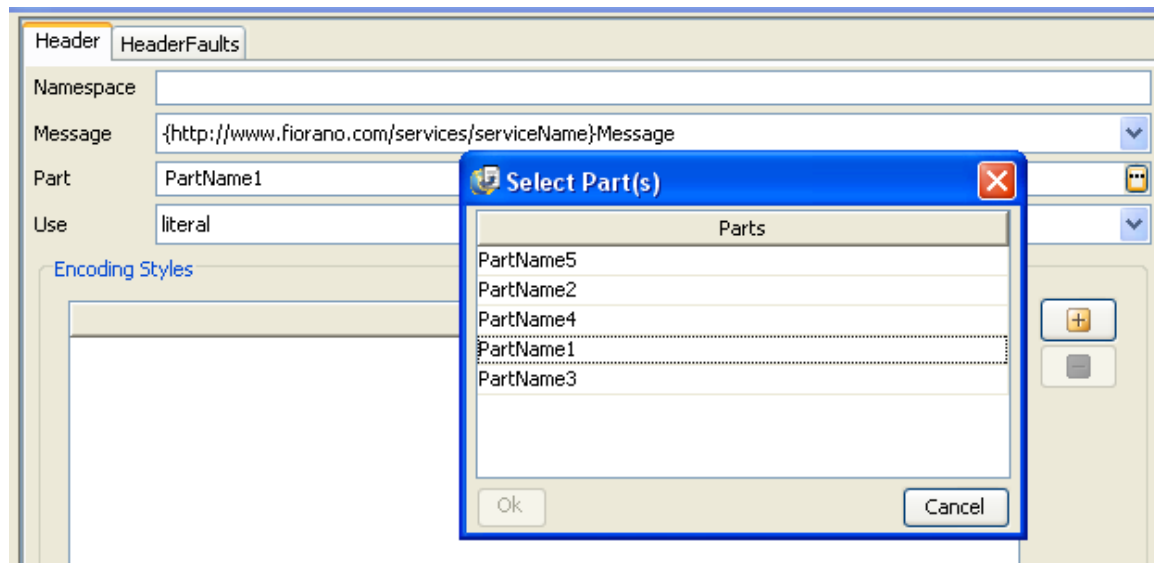 Header HeaderFaults
Namespace
Message {http://www.fiorano.com/services/serviceName}Message
Part PartName1
Use literal
Encoding Styles
Select Part(s)
Parts
PartName5
PartName2
PartName4
PartName1
PartName3
Ok Cancel